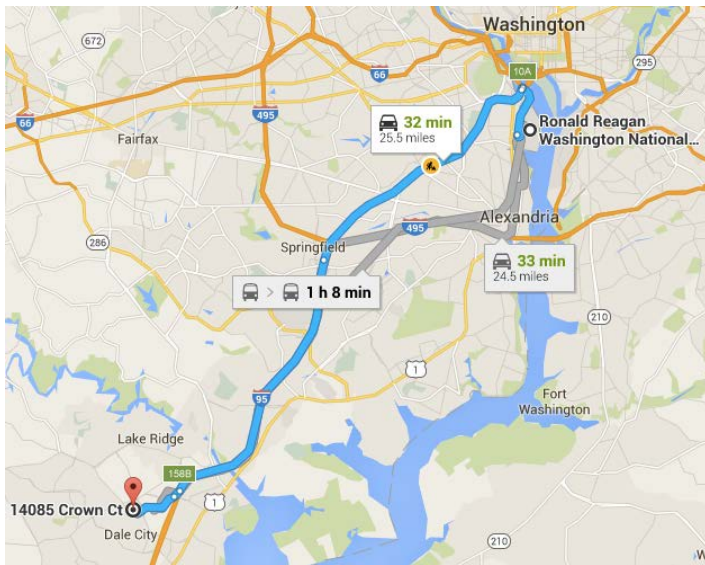 Washington
672
66
10A
295
495
32 min
25.5 miles
Ronald Reagan
Washington National...
66
Fairfax
495
Alexandria
286
Springfield
33 min
24.5 miles
1 h 8 min
210
1
95
Fort
Washington
Lake Ridge
158B
1
14085 Crown Ct
Dale City
210
W